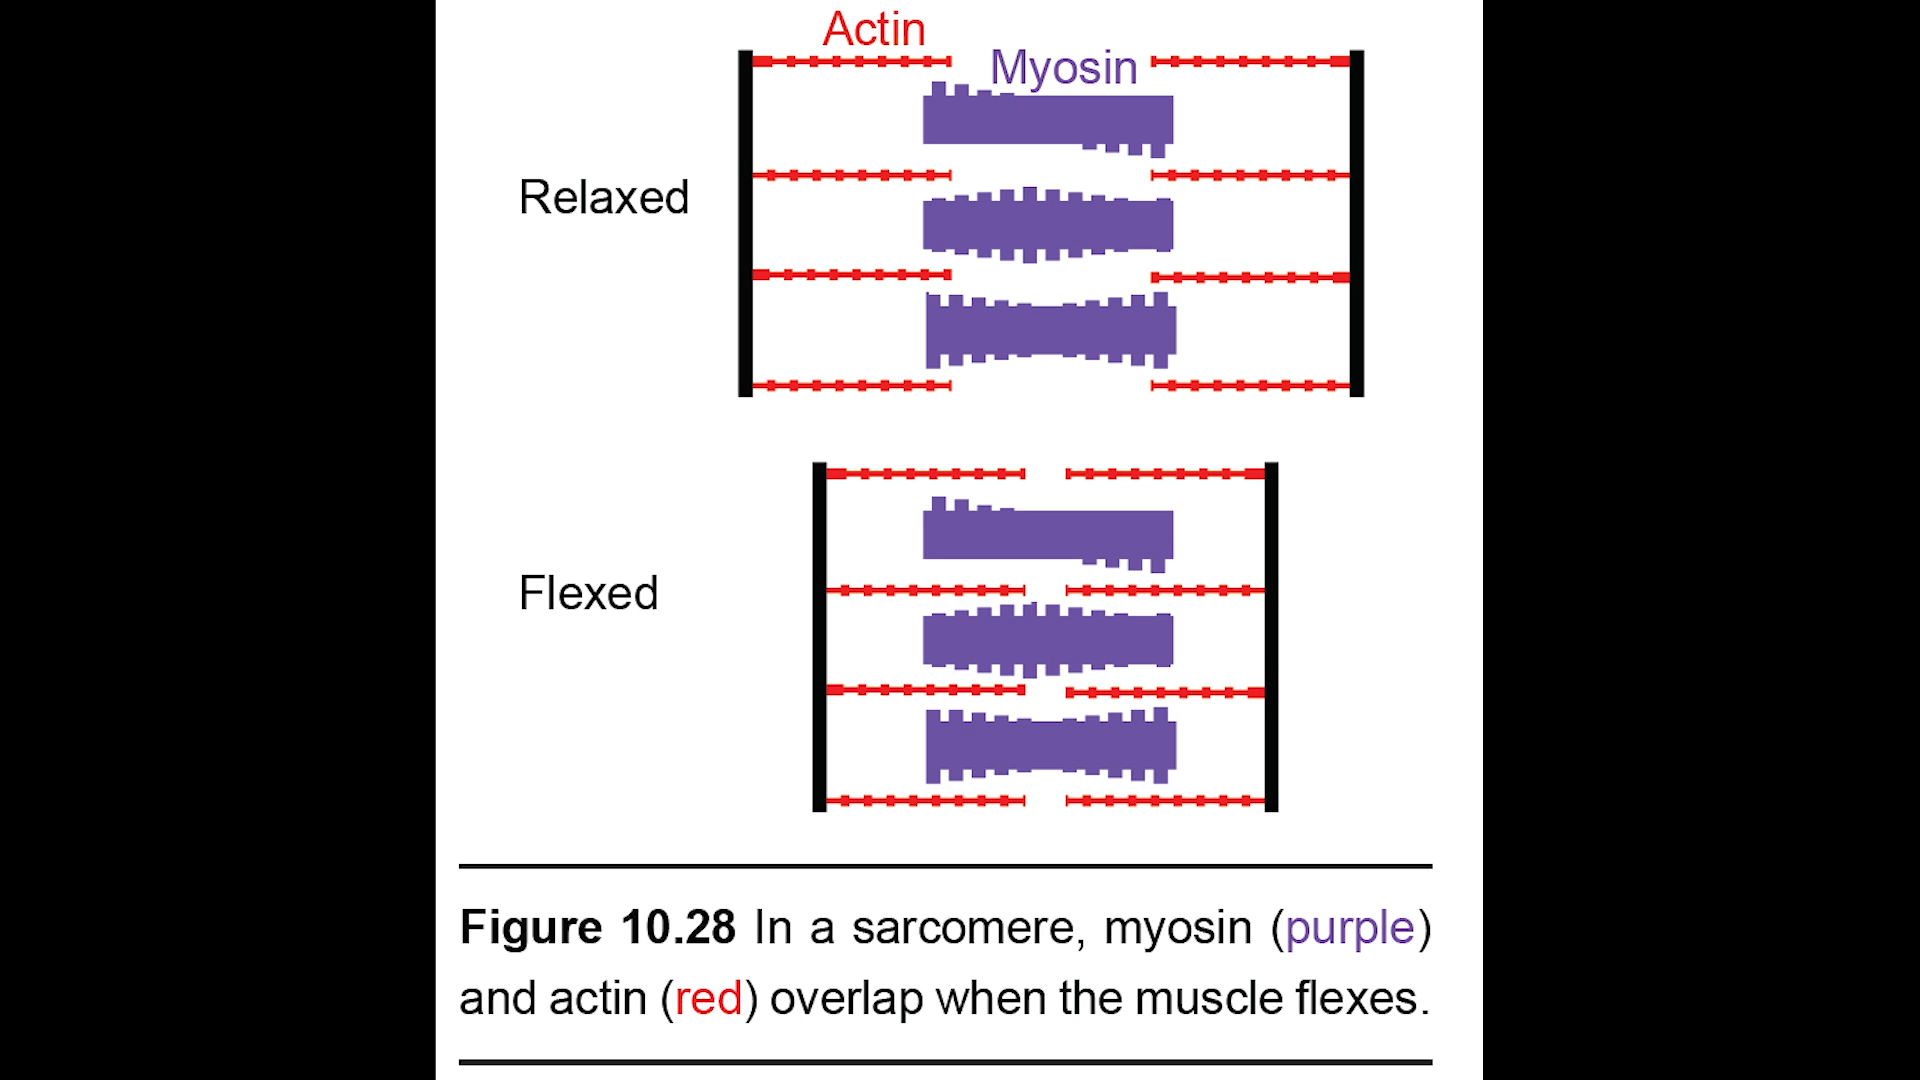 Actin
Myosin
Relaxed
Flexed
Figure 10.28 In a sarcomere, myosin (purple)
and actin (red) overlap when the muscle flexes.